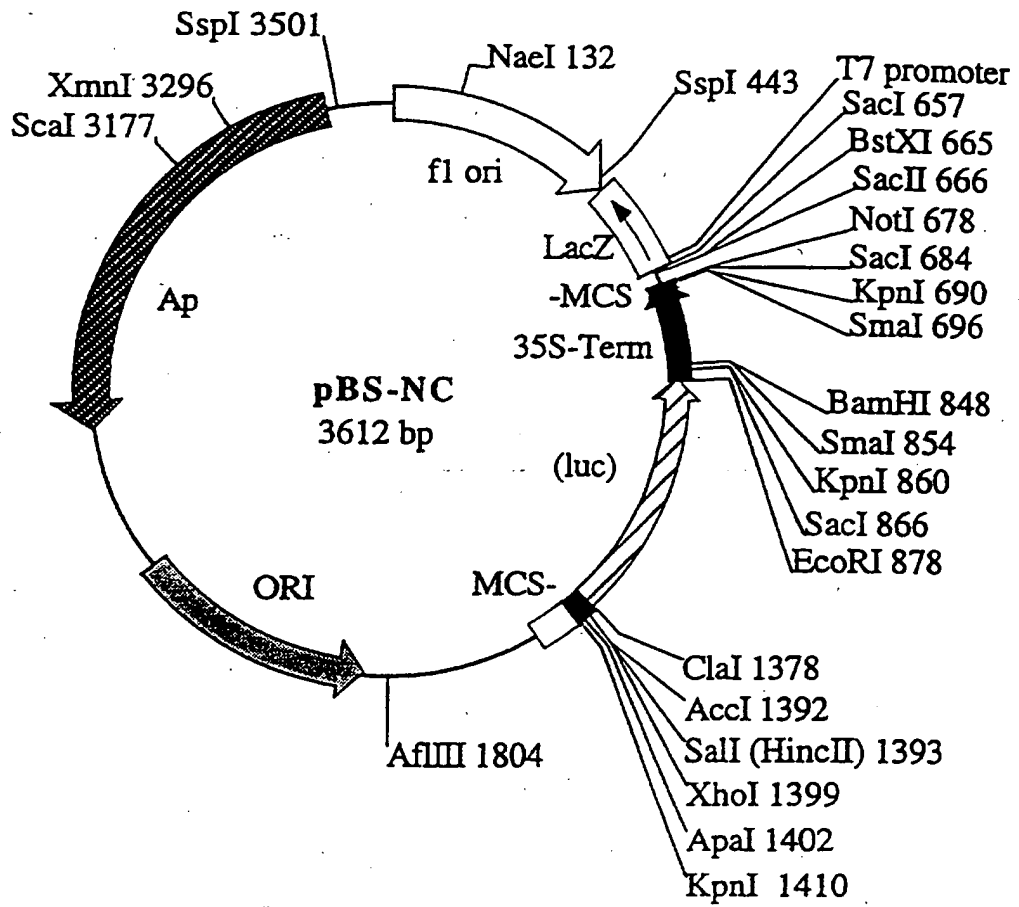 SspI 3501
XmnI 3296
ScaI 3177
NaeI 132
SspI 443
T7 promoter
SacI 657
BstXI 665
SacII 666
NotI 678
SacI 684
KpnI 690
SmaI 696
f1 ori
LacZ
-MCS
35S-Term
Ap
pBS-NC
3612 bp
(luc)
BamHI 848
SmaI 854
KpnI 860
SacI 866
EcoRI 878
ORI
MCS-
ClaI 1378
AccI 1392
SalI (HincII) 1393
XhoI 1399
ApaI 1402
KpnI 1410
AflIII 1804